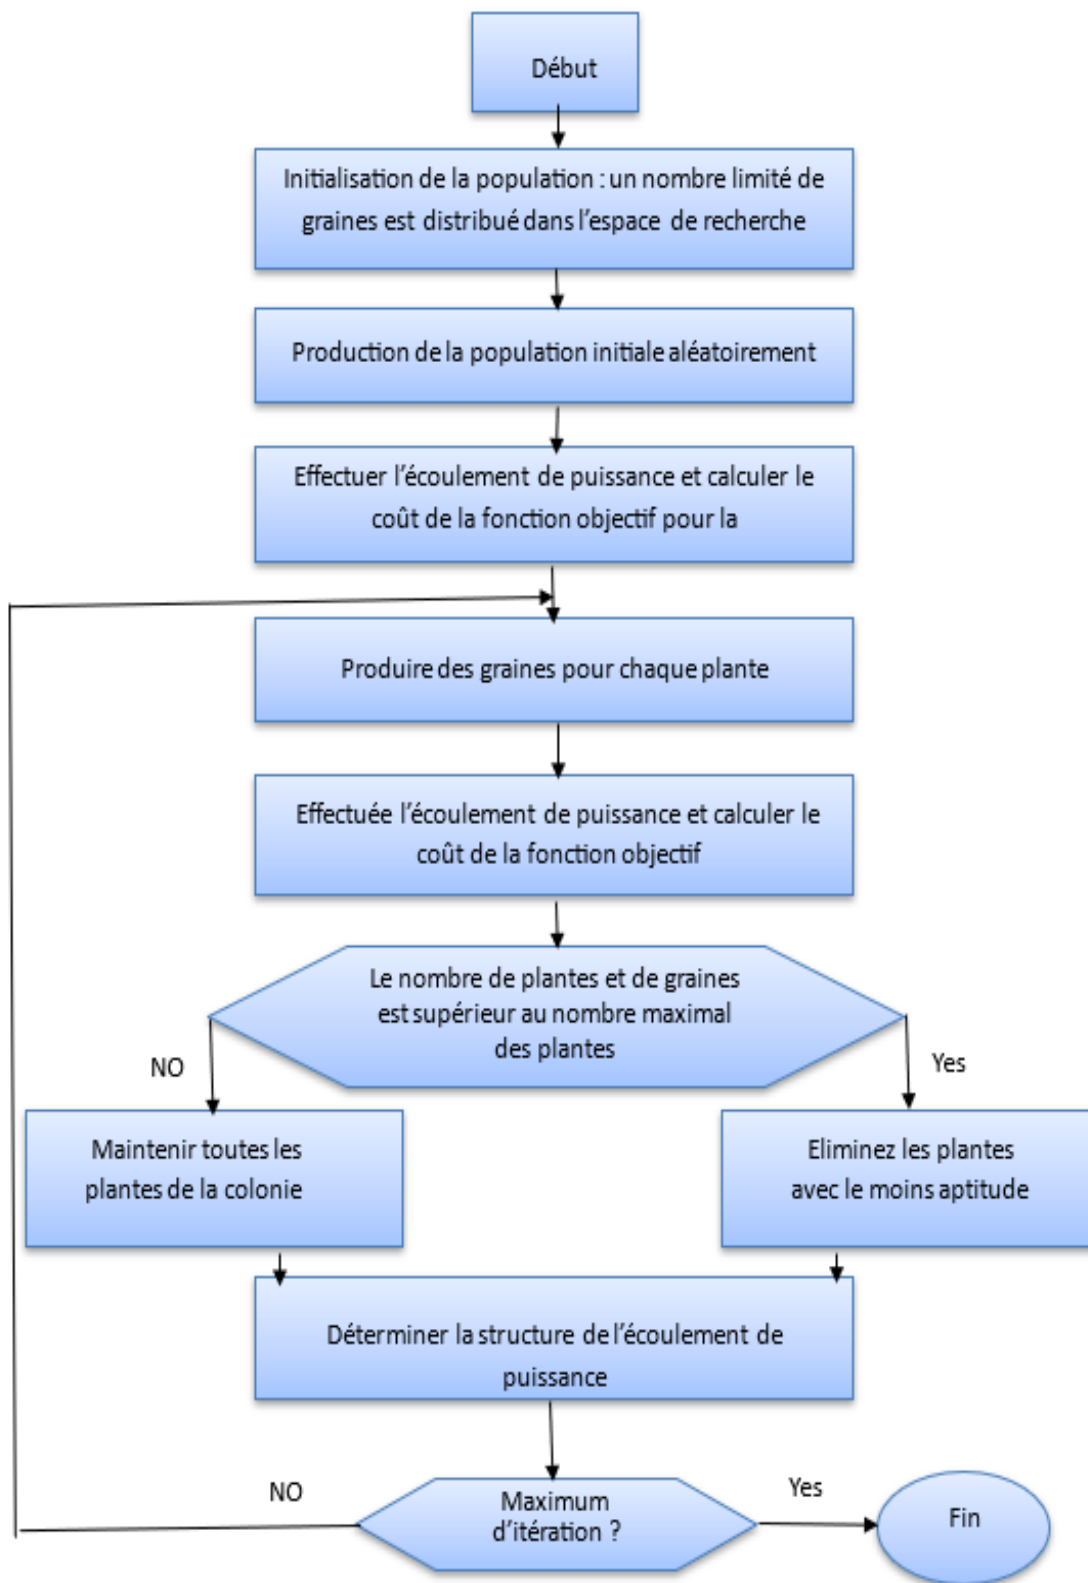 Début
Initialisation de la population : un nombre limité de
graines est distribué dans l’espace de recherche
Production de la population initiale aléatoirement
Effectuer l’écoulement de puissance et calculer le
coût de la fonction objectif pour la
Produire des graines pour chaque plante
Effectuée l’écoulement de puissance et calculer le
coût de la fonction objectif
Le nombre de plantes et de graines
est supérieur au nombre maximal
des plantes
NO
Yes
Maintenir toutes les
plantes de la colonie
Eliminez les plantes
avec le moins aptitude
Déterminer la structure de l’écoulement de
puissance
NO
Maximum
d’itération ?
Yes
Fin